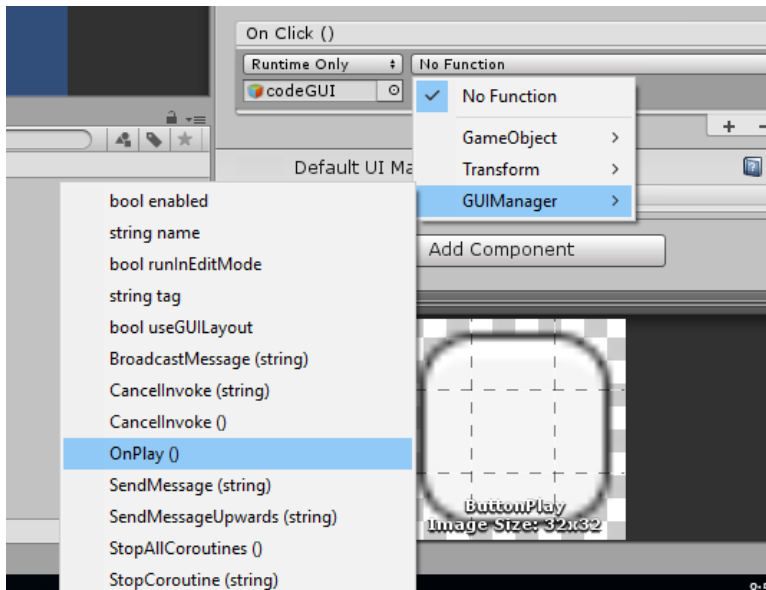 On Click ()
Runtime Only
No Function
codeGUI
No Function
GameObject
Transform
GUIManager
Default UI Ma
Add Component
bool enabled
string name
bool runInEditMode
string tag
bool useGUILayout
BroadcastMessage (string)
CancelInvoke (string)
CancelInvoke ()
OnPlay ()
SendMessage (string)
SendMessageUpwards (string)
StopAllCoroutines ()
StopCoroutine (string)
ButtonPlay
Image Size: 32x32